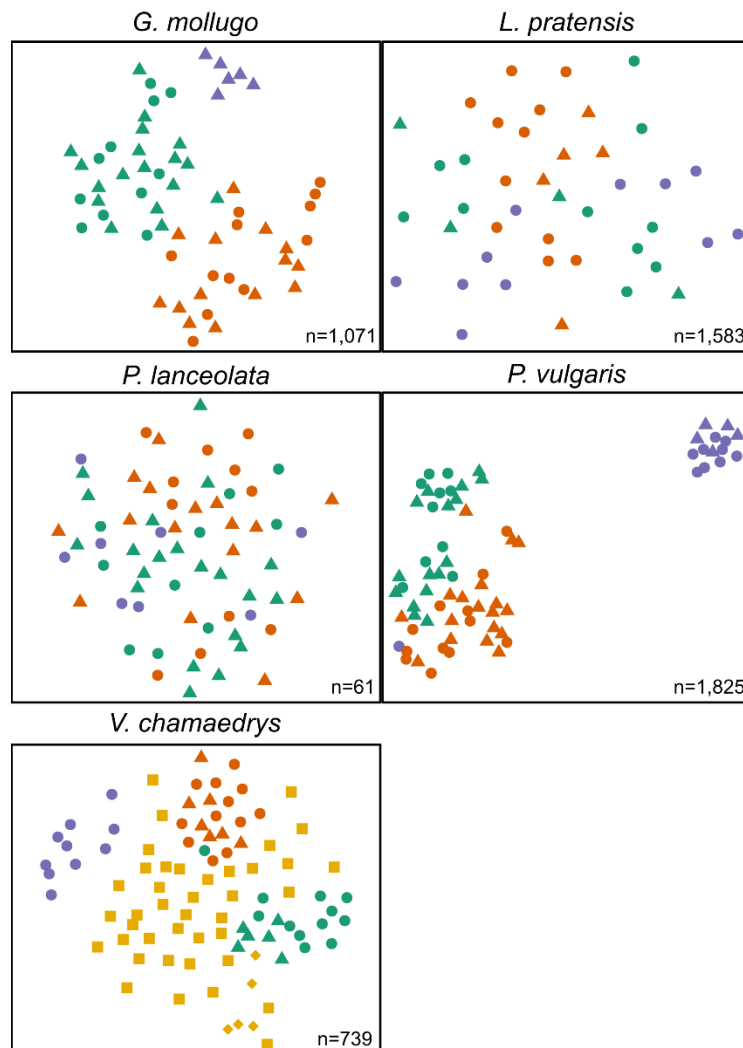 G. mollugo
L. pratensis
n=1,071
n=1,583
P. lanceolata
P. vulgaris
n=61
n=1,825
V. chamaedrys
n=739